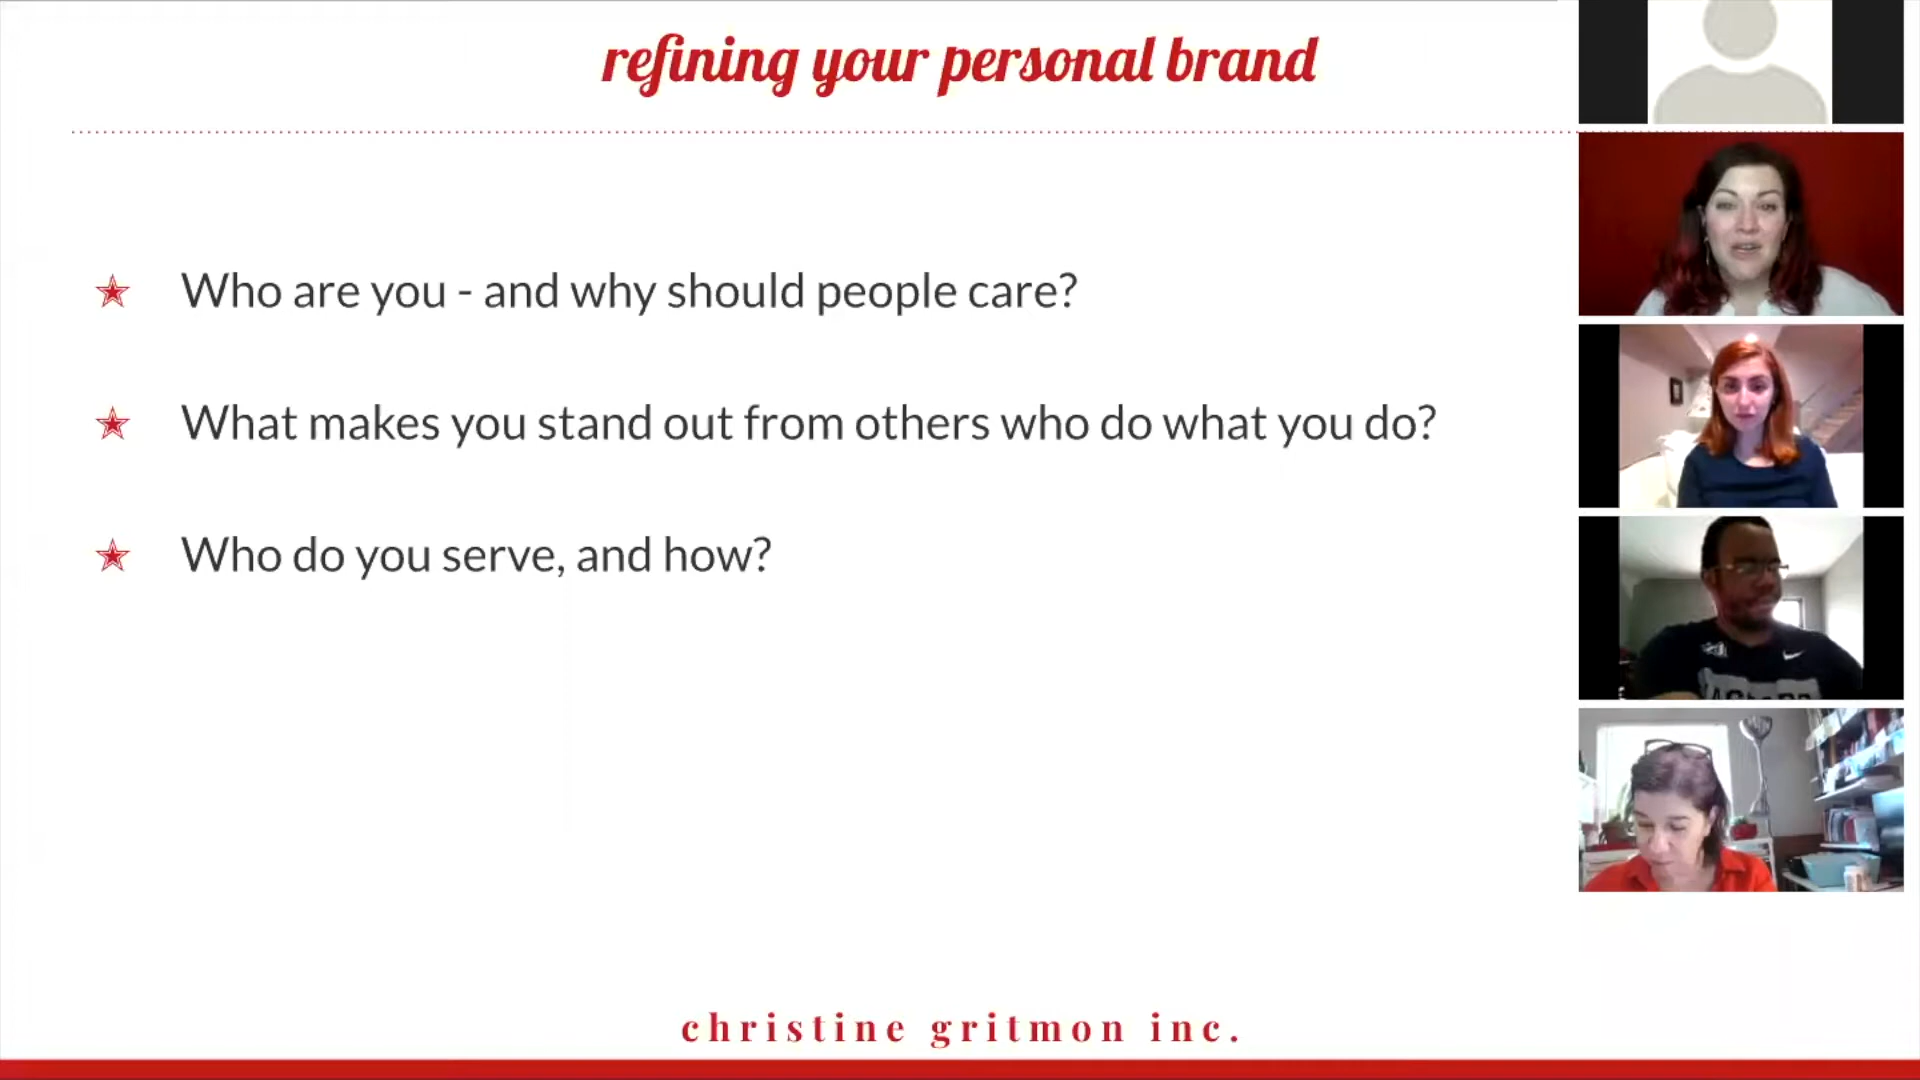 refining your personal brand
Who are you - and why should people care?
What makes you stand out from others who do what you do?
Who do you serve, and how?
christine gritmon inc.